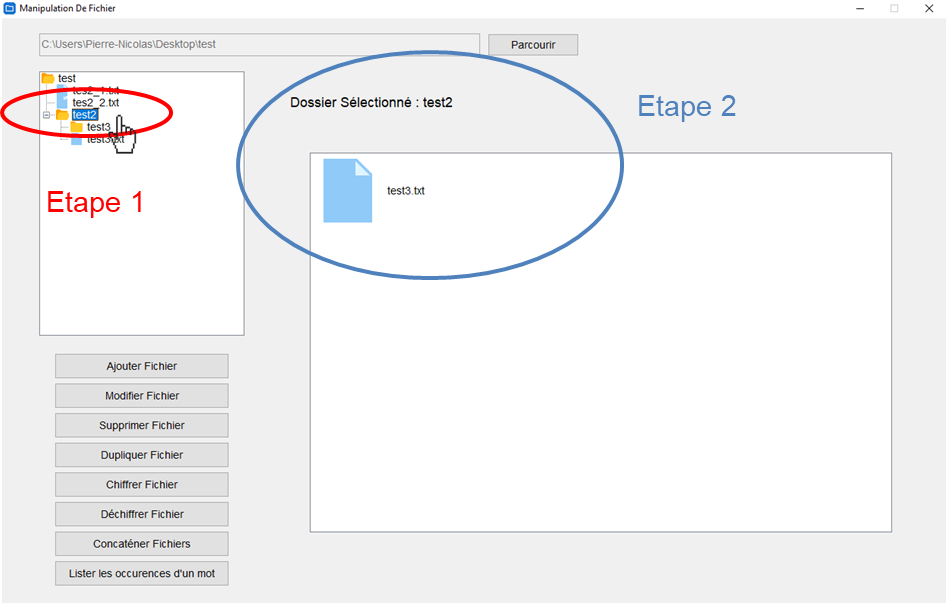 Manipulation De Fichier
C:\Users\Pierre-Nicolas\Desktop\test
Parcourir
test
tes2_1.txt
tes2_2.txt
test2
test3
test3.txt
Etape 1
Dossier Sélectionné : test2
Etape 2
test3.txt
Ajouter Fichier
Modifier Fichier
Supprimer Fichier
Dupliquer Fichier
Chiffrer Fichier
Déchiffrer Fichier
Concaténer Fichiers
Lister les occurences d'un mot